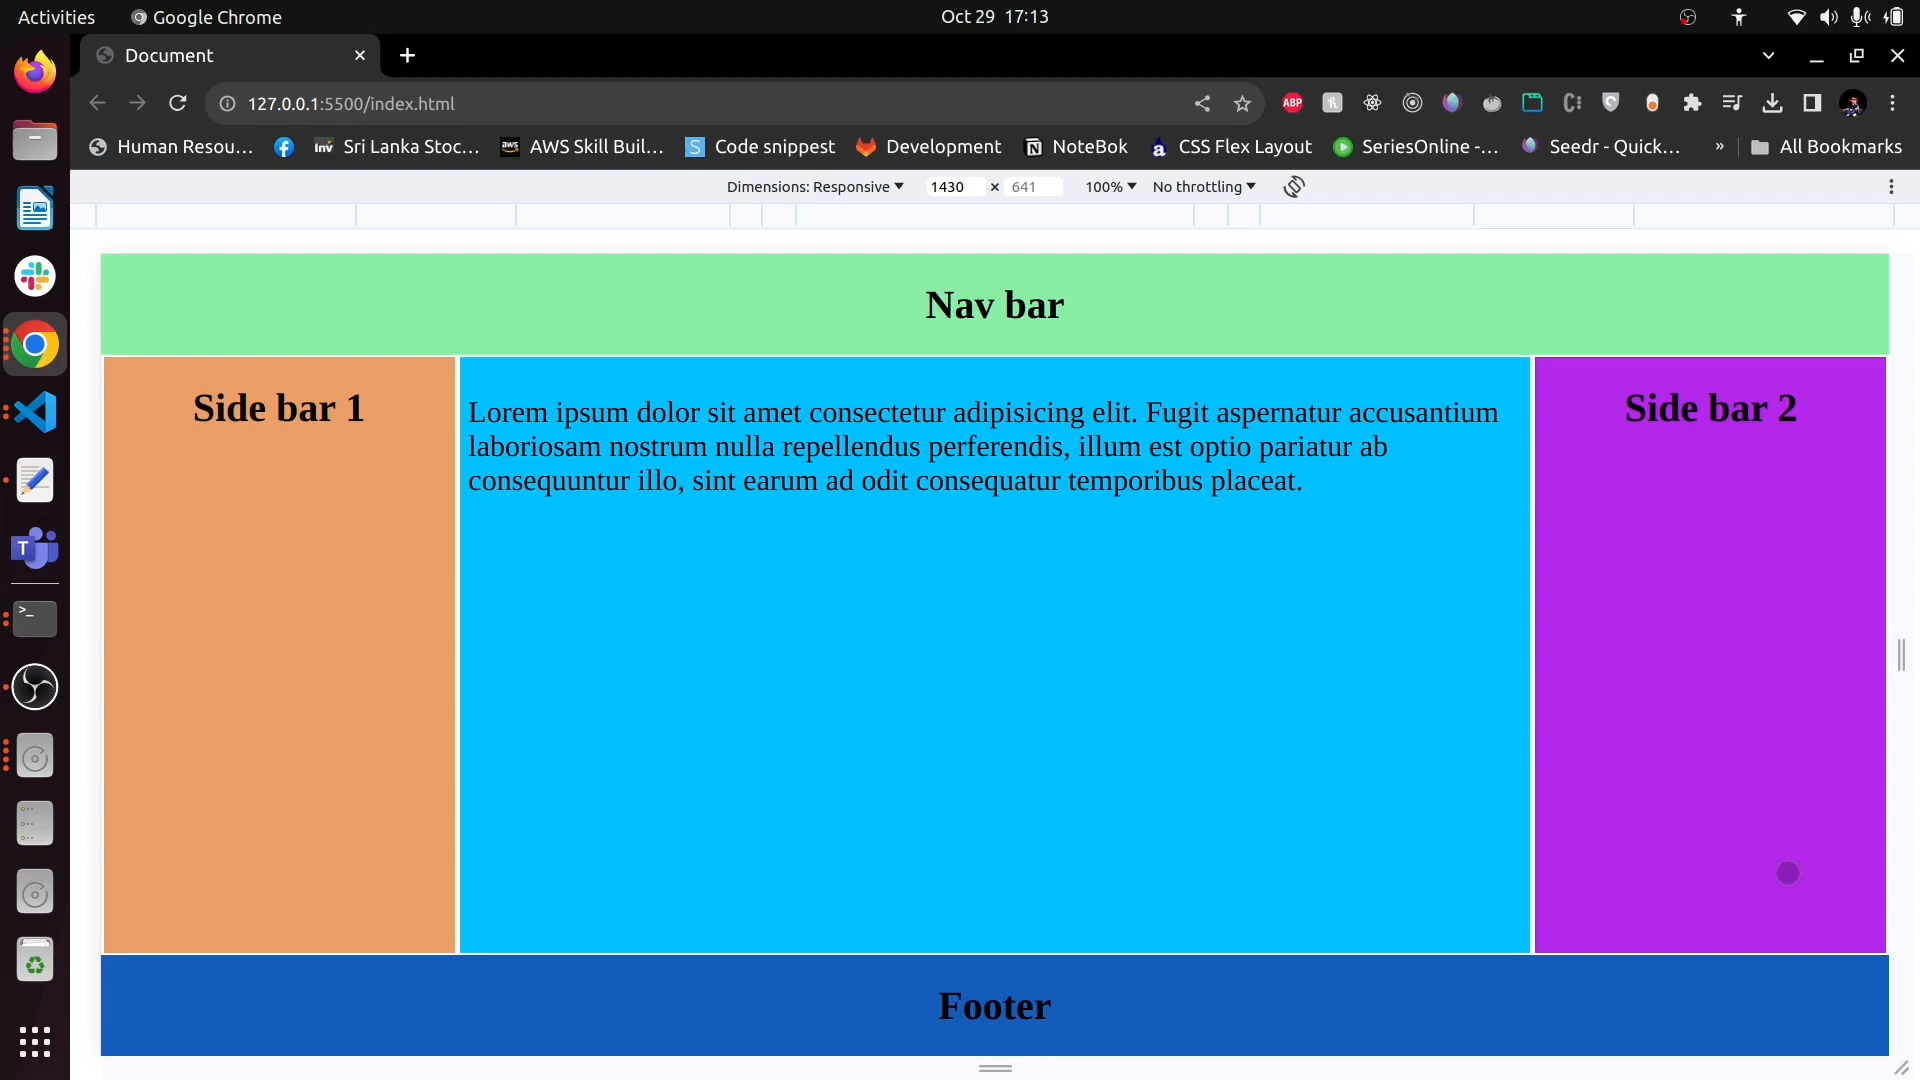 Activities
Google Chrome
Oct 29 17:13
Document
127.0.0.1:5500/index.html
ABP
Human Resou...
inv Sri Lanka Stoc...
aws AWS Skill Buil...
S Code snippest
Development
NoteBok
a CSS Flex Layout
SeriesOnline -...
Seedr - Quick...
»
All Bookmarks
Dimensions: Responsive
1430 × 641
100%
No throttling
Nav bar
Side bar 1
Lorem ipsum dolor sit amet consectetur adipisicing elit. Fugit aspernatur accusantium
laboriosam nostrum nulla repellendus perferendis, illum est optio pariatur ab
consequuntur illo, sint earum ad odit consequatur temporibus placeat.
Side bar 2
Footer
T
>_